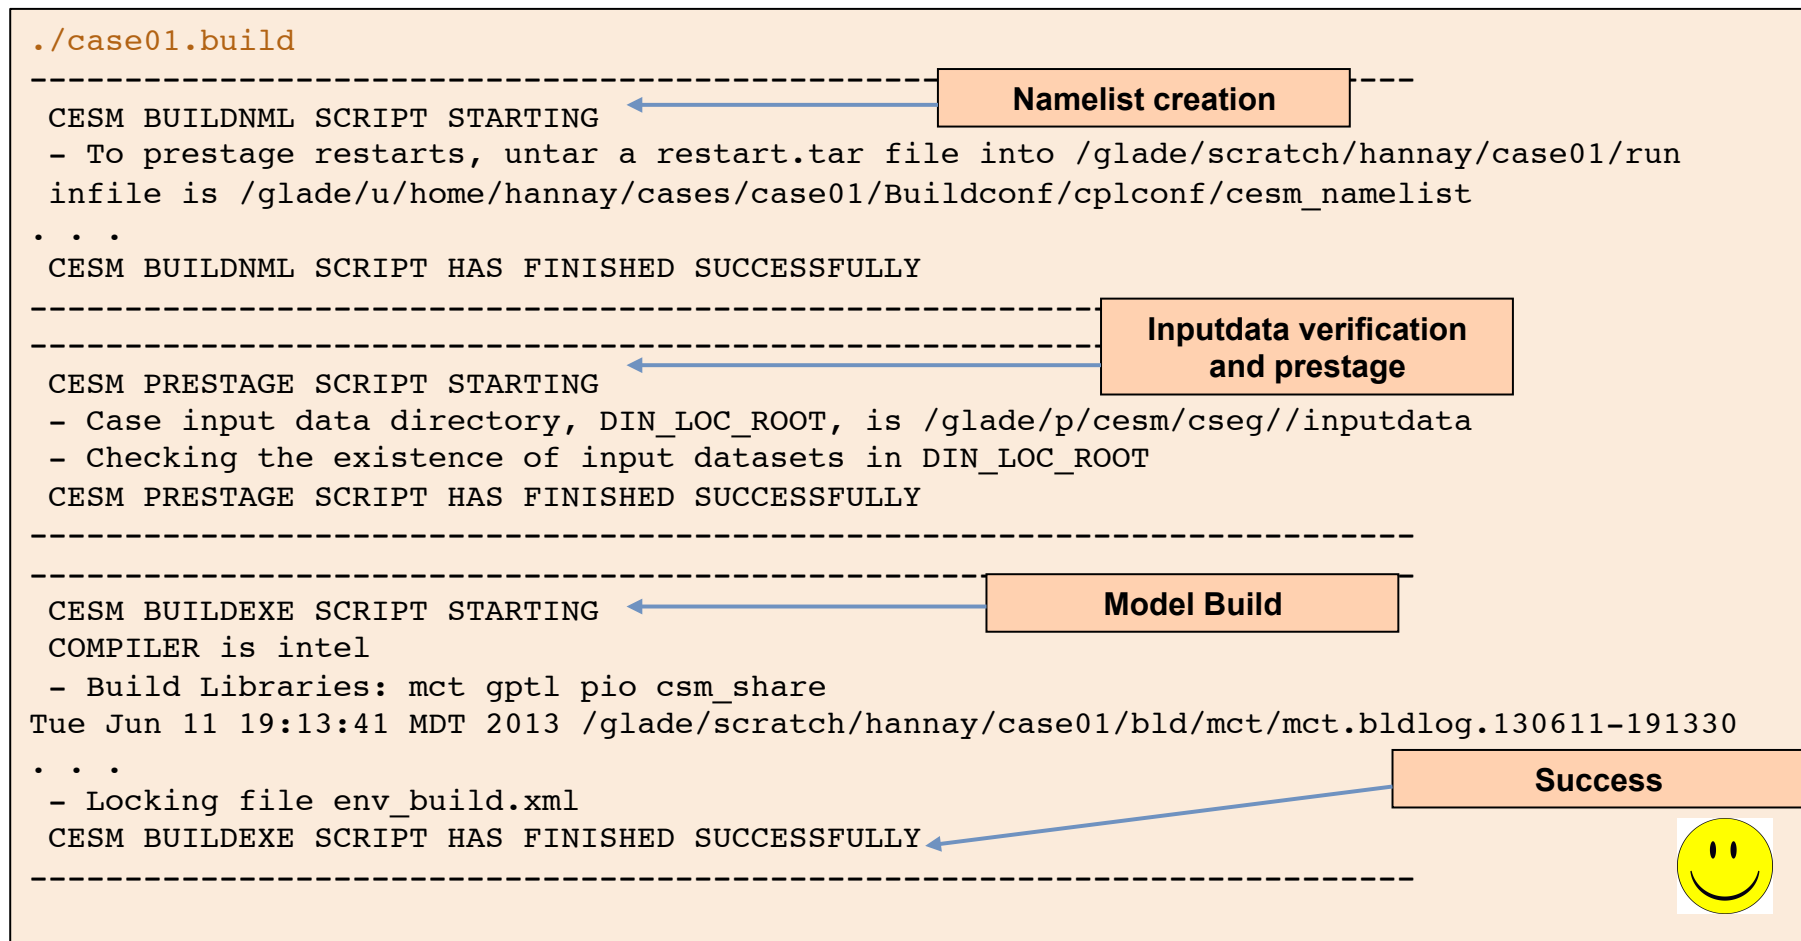 ./case01.build
-------------------------------------------------------------------------
Namelist creation
CESM BUILDNML SCRIPT STARTING
- To prestage restarts, untar a restart.tar file into /glade/scratch/hannay/case01/run
infile is /glade/u/home/hannay/cases/case01/Buildconf/cplconf/cesm_namelist
. . .
CESM BUILDNML SCRIPT HAS FINISHED SUCCESSFULLY
-------------------------------------------------------------------------
-------------------------------------------------------------------------
Inputdata verification
and prestage
CESM PRESTAGE SCRIPT STARTING
- Case input data directory, DIN_LOC_ROOT, is /glade/p/cesm/cseg//inputdata
- Checking the existence of input datasets in DIN_LOC_ROOT
CESM PRESTAGE SCRIPT HAS FINISHED SUCCESSFULLY
-------------------------------------------------------------------------
-------------------------------------------------------------------------
CESM BUILDEXE SCRIPT STARTING
Model Build
COMPILER is intel
- Build Libraries: mct gptl pio csm_share
Tue Jun 11 19:13:41 MDT 2013 /glade/scratch/hannay/case01/bld/mct/mct.bldlog.130611-191330
. . .
Success
- Locking file env_build.xml
CESM BUILDEXE SCRIPT HAS FINISHED SUCCESSFULLY
-------------------------------------------------------------------------